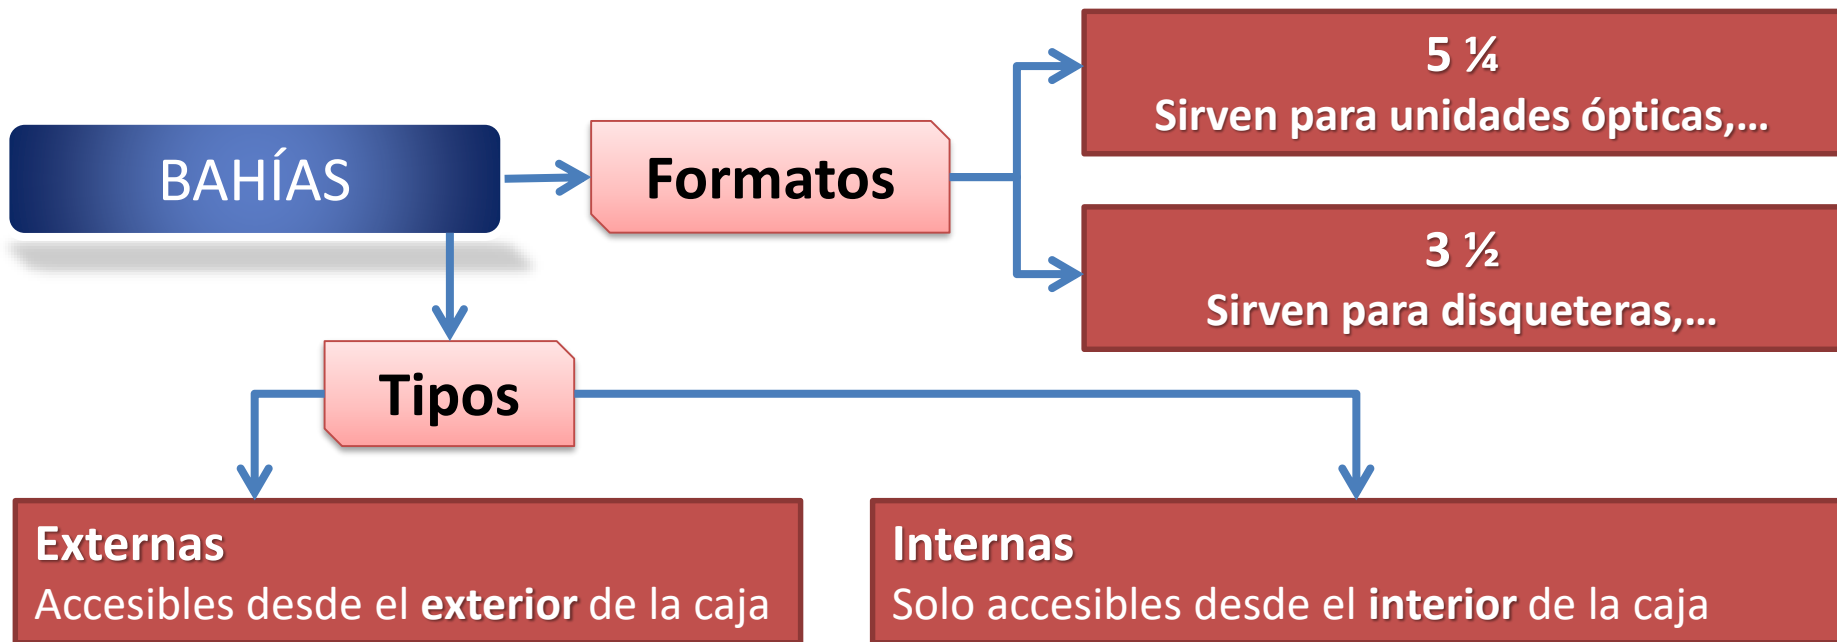 BAHÍAS
Formatos
5 ¼
Sirven para unidades ópticas,...
3 ½
Sirven para disqueteras,...
Tipos
Externas
Accesibles desde el exterior de la caja
Internas
Solo accesibles desde el interior de la caja